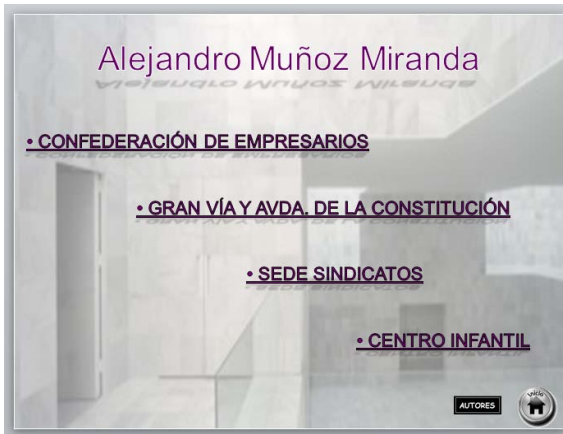 Alejandro Muñoz Miranda
• CONFEDERACIÓN DE EMPRESARIOS
• GRAN VÍA Y AVDA. DE LA CONSTITUCIÓN
• SEDE SINDICATOS
• CENTRO INFANTIL
AUTORES
Inicio